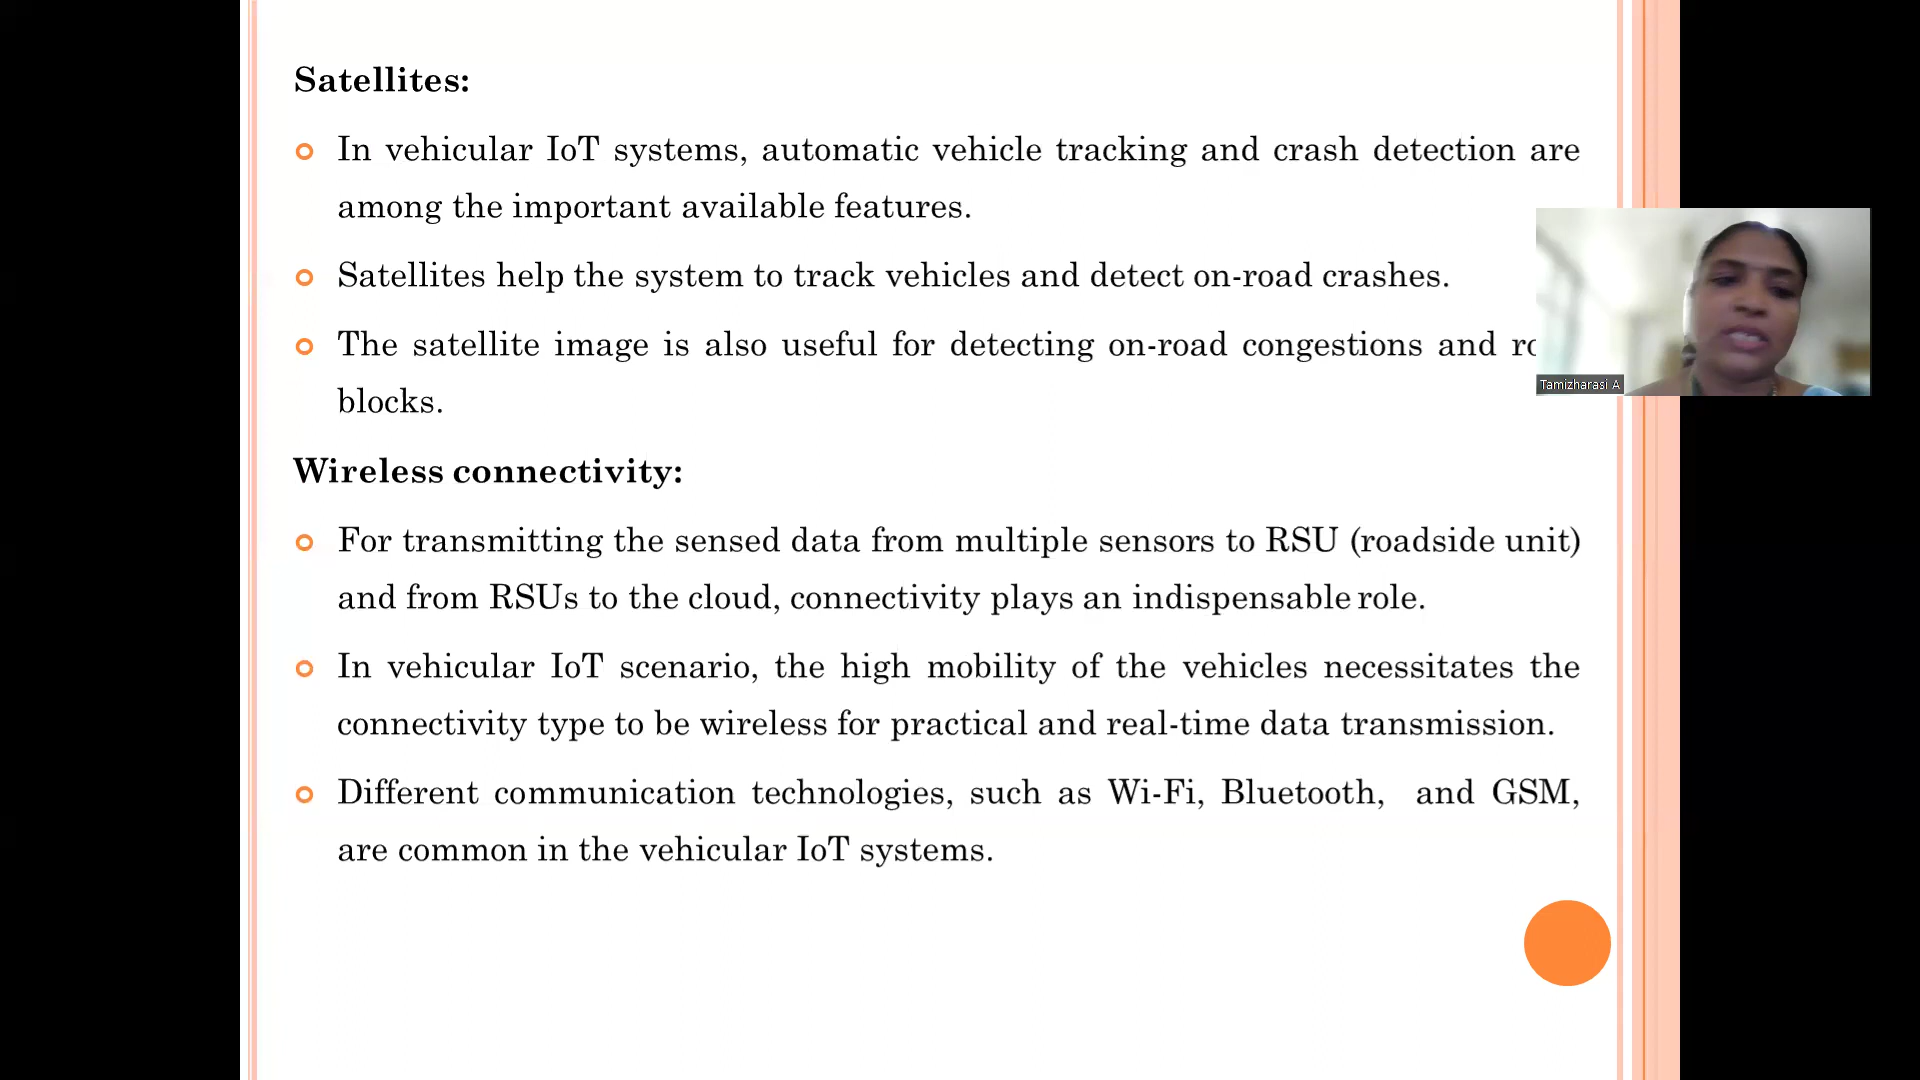 Satellites:
In vehicular IoT systems, automatic vehicle tracking and crash detection are
among the important available features.
Satellites help the system to track vehicles and detect on-road crashes.
The satellite image is also useful for detecting on-road congestions and
blocks.
Tamizharasi A
Wireless connectivity:
For transmitting the sensed data from multiple sensors to RSU (roadside unit)
and from RSUs to the cloud, connectivity plays an indispensable role.
In vehicular IoT scenario, the high mobility of the vehicles necessitates the
connectivity type to be wireless for practical and real-time data transmission.
Different communication technologies, such as Wi-Fi, Bluetooth, and GSM,
are common in the vehicular IoT systems.